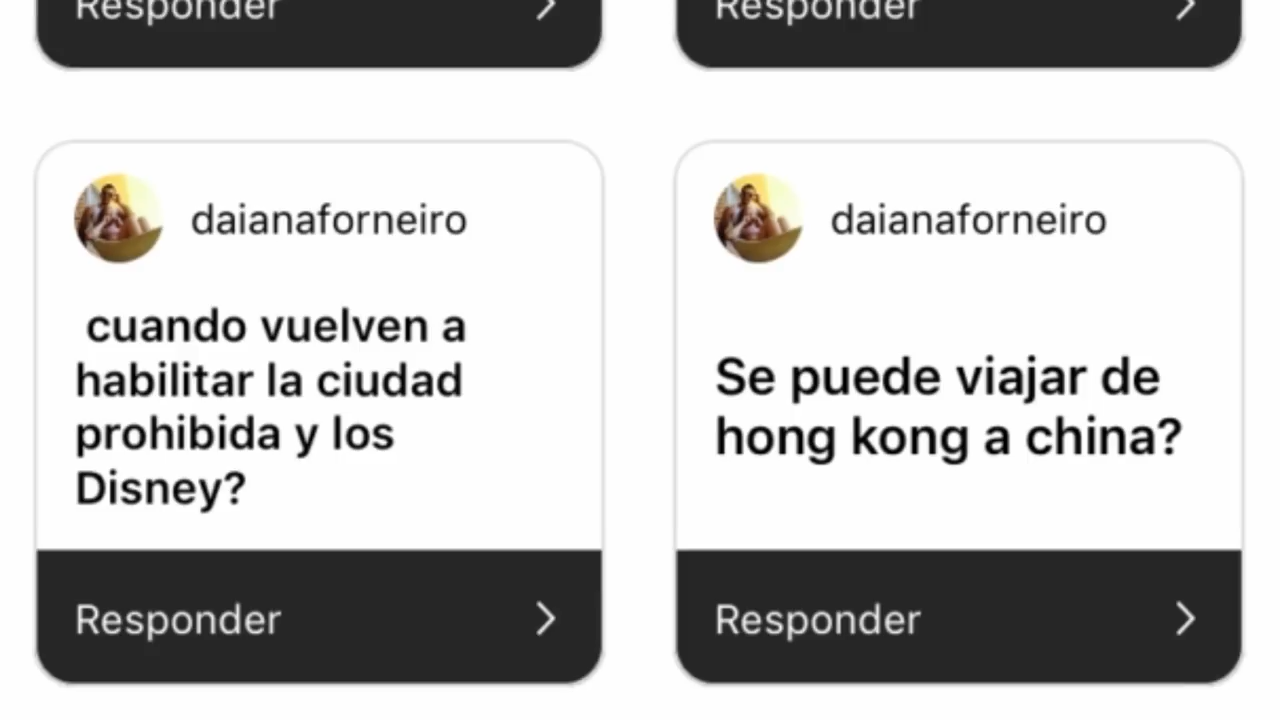 Responder
Responder
daianaforneiro
cuando vuelven a
habilitar la ciudad
prohibida y los
Disney?
Responder
daianaforneiro
Se puede viajar de
hong kong a china?
Responder